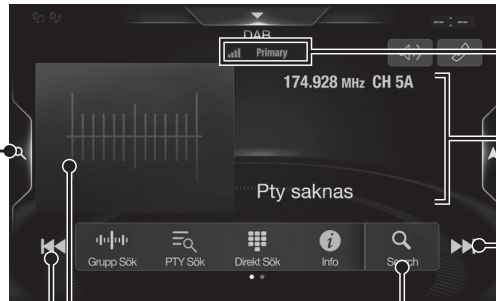 DAB
-- : --
Primary
174.928 MHz CH 5A
Pty saknas
Grupp Sök PTY Sök Direkt Sök Info Search